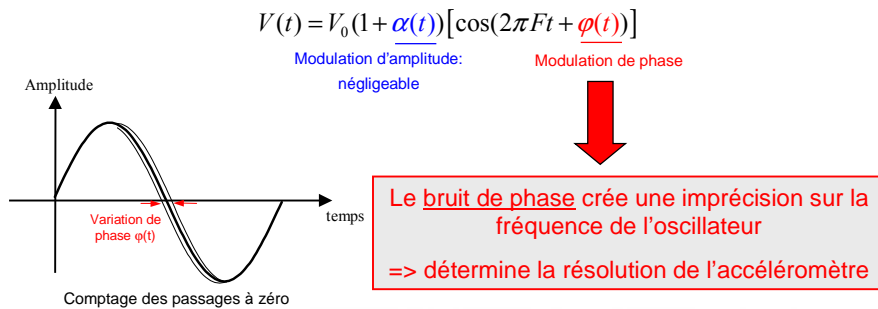 V(t) = V₀(1+α(t))[cos(2πFt+φ(t))]
Modulation d'amplitude:
négligeable
Modulation de phase
Amplitude
temps
Variation de
phase φ(t)
Comptage des passages à zéro
Le bruit de phase crée une imprécision sur la
fréquence de l'oscillateur
=> détermine la résolution de l'accéléromètre